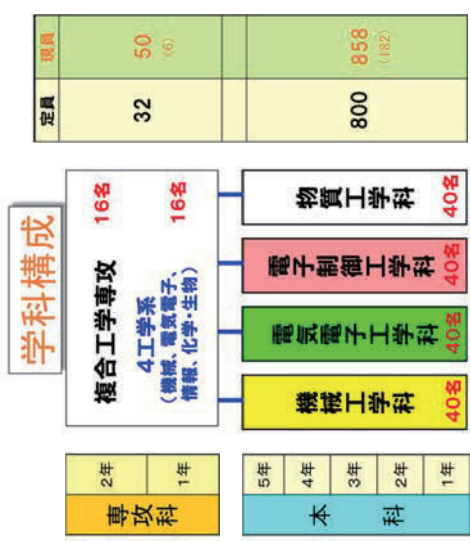 学科構成
定員
現員
専攻科
2年
1年
複合工学専攻
16名
4工学系
16名
(機械、電気電子、
情報、化学・生物)
32
50
(6)
本科
5年
4年
3年
2年
1年
機械工学科
40名
電気電子工学科
40名
電子制御工学科
40名
物質工学科
40名
800
858
(182)